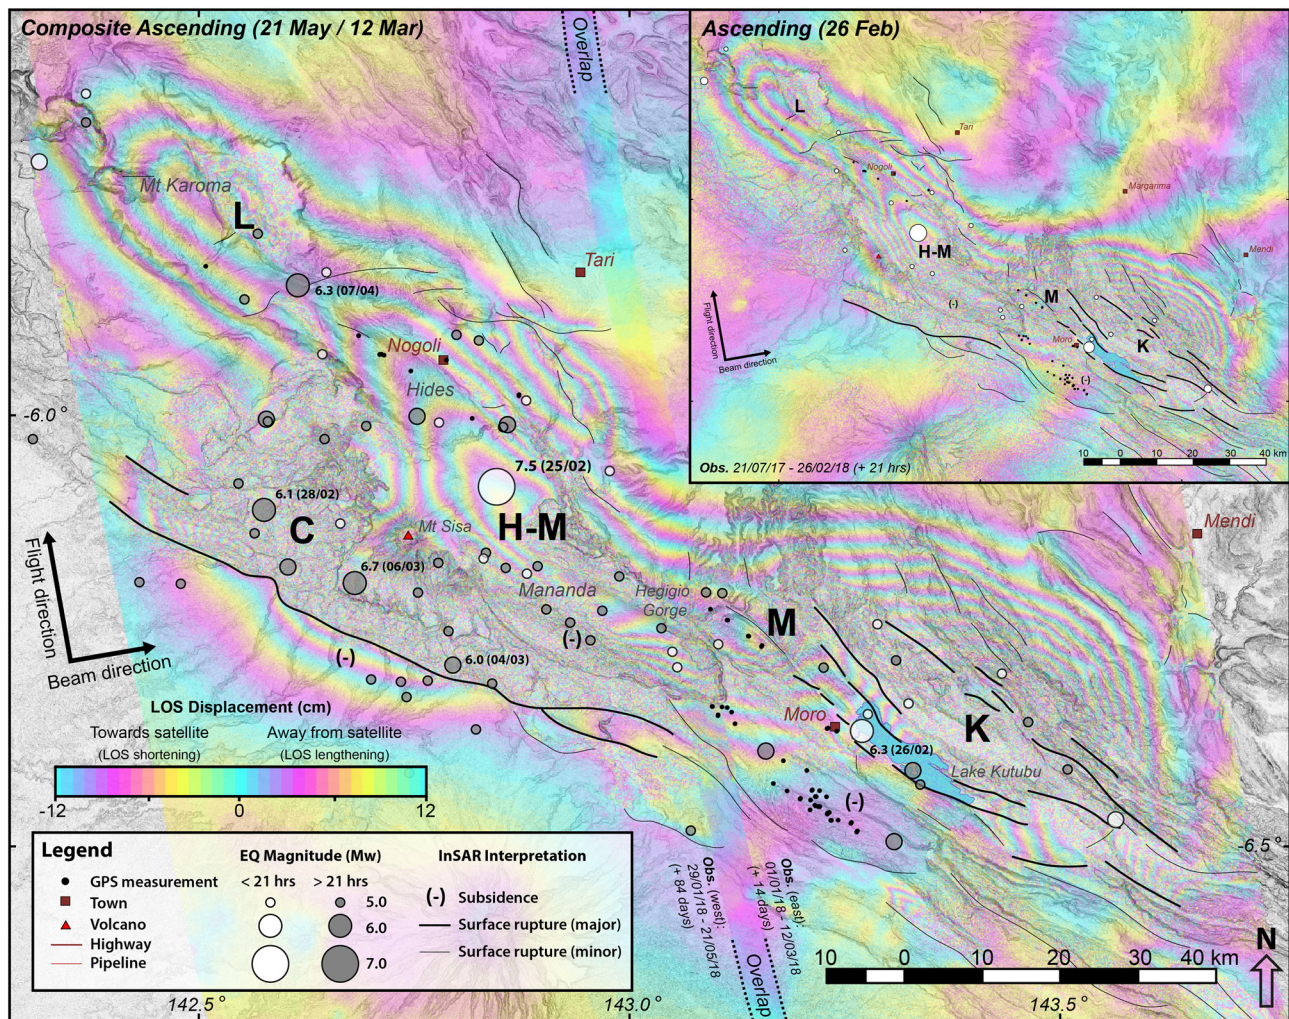 Composite Ascending (21 May / 12 Mar)
Overlap
Ascending (26 Feb)
L
Tari
Nogoli
Margarima
H-M
Mendi
(-)
M
Moro
K
(-)
Flight direction
Beam direction
Obs. 21/07/17 - 26/02/18 (+ 21 hrs)
10 0 10 20 30 40 km
Mt Karoma
L
Tari
6.3 (07/04)
Nogoli
Hides
-6.0°
7.5 (25/02)
6.1 (28/02)
C
Mt Sisa
H-M
Mendi
6.7 (06/03)
Mananda
Hegigio
Gorge
M
(-)
(-)
6.0 (04/03)
Flight direction
Beam direction
Moro
K
6.3 (26/02)
Lake Kutubu
(-)
-6.5°
LOS Displacement (cm)
Towards satellite
(LOS shortening)
Away from satellite
(LOS lengthening)
-12 0 12
Legend
GPS measurement
Town
Volcano
Highway
Pipeline
EQ Magnitude (Mw)
< 21 hrs > 21 hrs
5.0
6.0
7.0
InSAR Interpretation
(-) Subsidence
Surface rupture (major)
Surface rupture (minor)
Obs. (west):
29/01/18 - 21/05/18
(+ 84 days)
Obs. (east):
01/01/18 - 12/03/18
(+ 14 days)
Overlap
N
10 0 10 20 30 40 km
142.5° 143.0° 143.5°